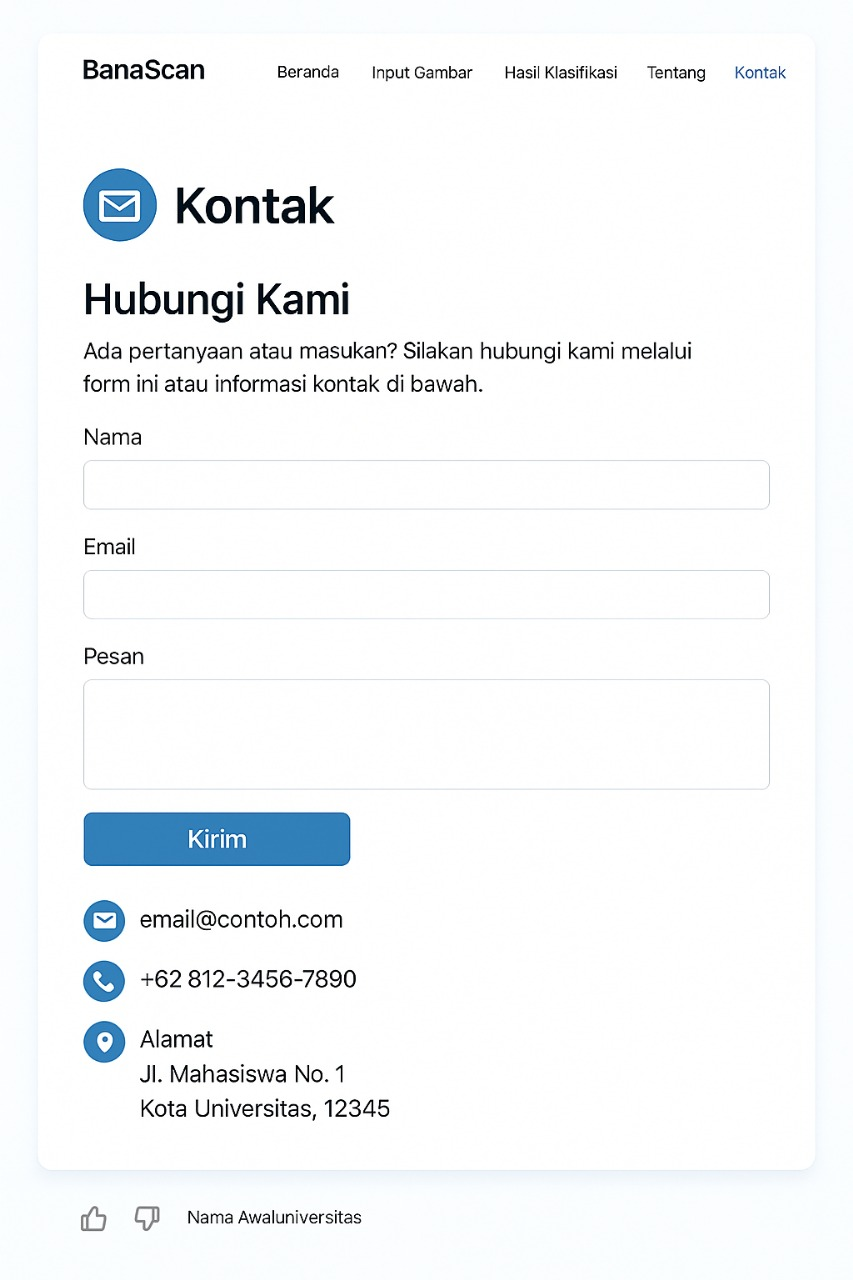 BanaScan
Beranda Input Gambar Hasil Klasifikasi Tentang Kontak
Kontak
Hubungi Kami
Ada pertanyaan atau masukan? Silakan hubungi kami melalui
form ini atau informasi kontak di bawah.
Nama
Email
Pesan
Kirim
email@contoh.com
+62 812-3456-7890
Alamat
Jl. Mahasiswa No. 1
Kota Universitas, 12345
Nama Awaluniversitas